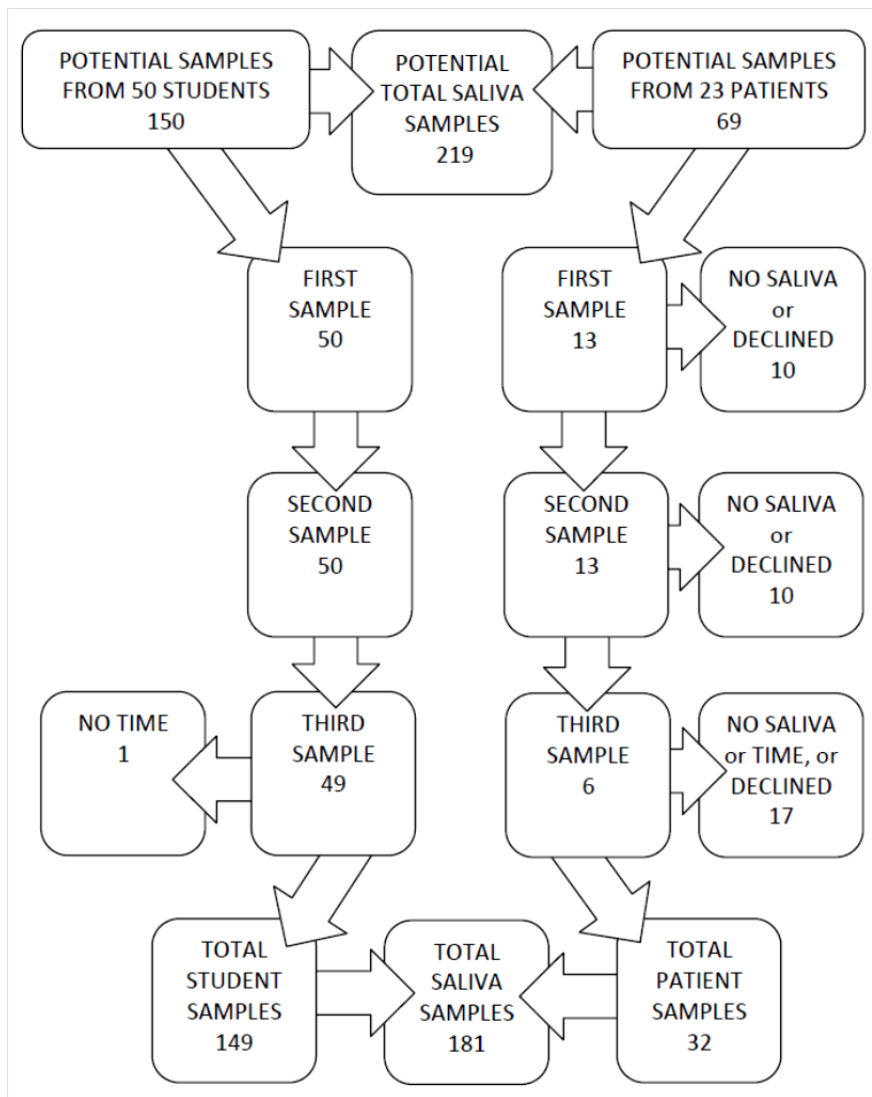 POTENTIAL SAMPLES
FROM 50 STUDENTS
150
POTENTIAL
TOTAL SALIVA
SAMPLES
219
POTENTIAL SAMPLES
FROM 23 PATIENTS
69
FIRST
SAMPLE
50
FIRST
SAMPLE
13
NO SALIVA
or
DECLINED
10
SECOND
SAMPLE
50
SECOND
SAMPLE
13
NO SALIVA
or
DECLINED
10
NO TIME
1
THIRD
SAMPLE
49
THIRD
SAMPLE
6
NO SALIVA
or TIME, or
DECLINED
17
TOTAL
STUDENT
SAMPLES
149
TOTAL
SALIVA
SAMPLES
181
TOTAL
PATIENT
SAMPLES
32